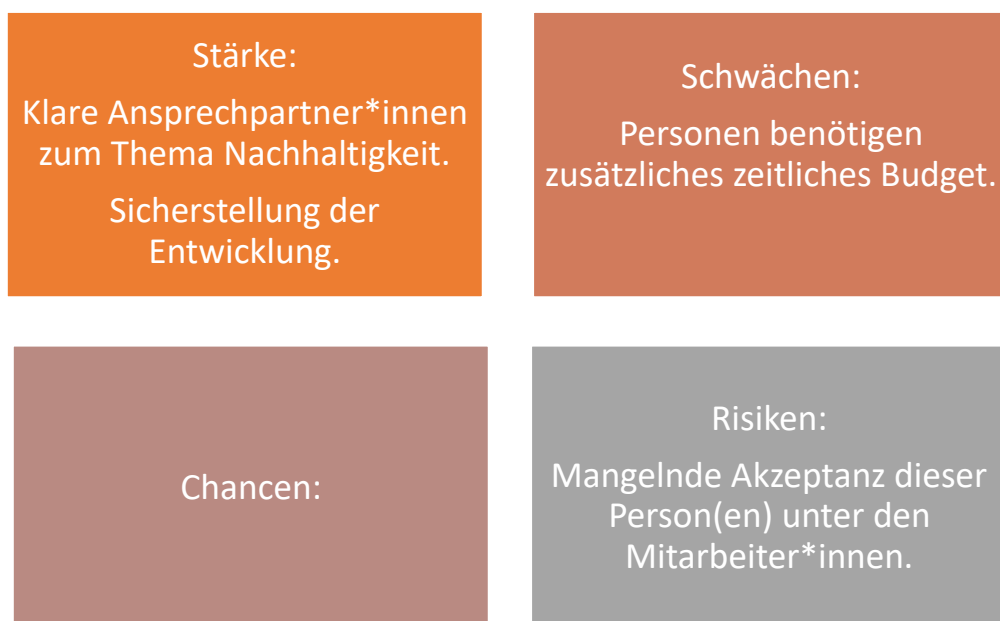 Stärke:
Klare Ansprechpartner*innen
zum Thema Nachhaltigkeit.
Sicherstellung der
Entwicklung.
Schwächen:
Personen benötigen
zusätzliches zeitliches Budget.
Chancen:
Risiken:
Mangelnde Akzeptanz dieser
Person(en) unter den
Mitarbeiter*innen.